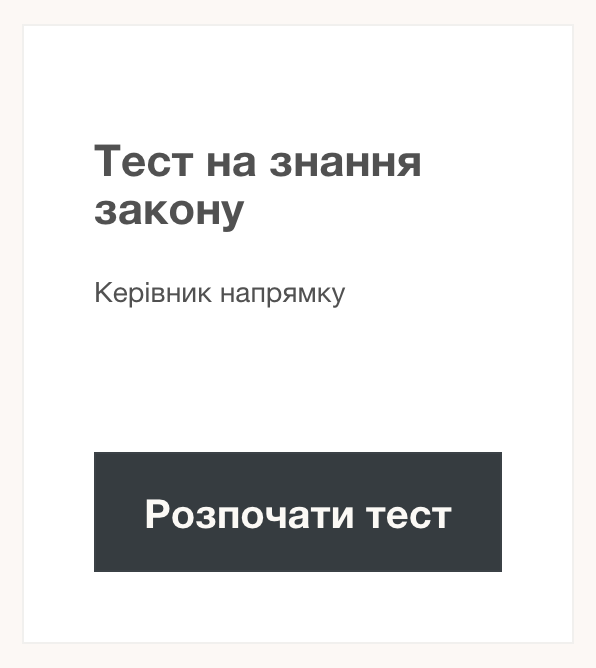 Тест на знання
закону
Керівник напрямку
Розпочати тест